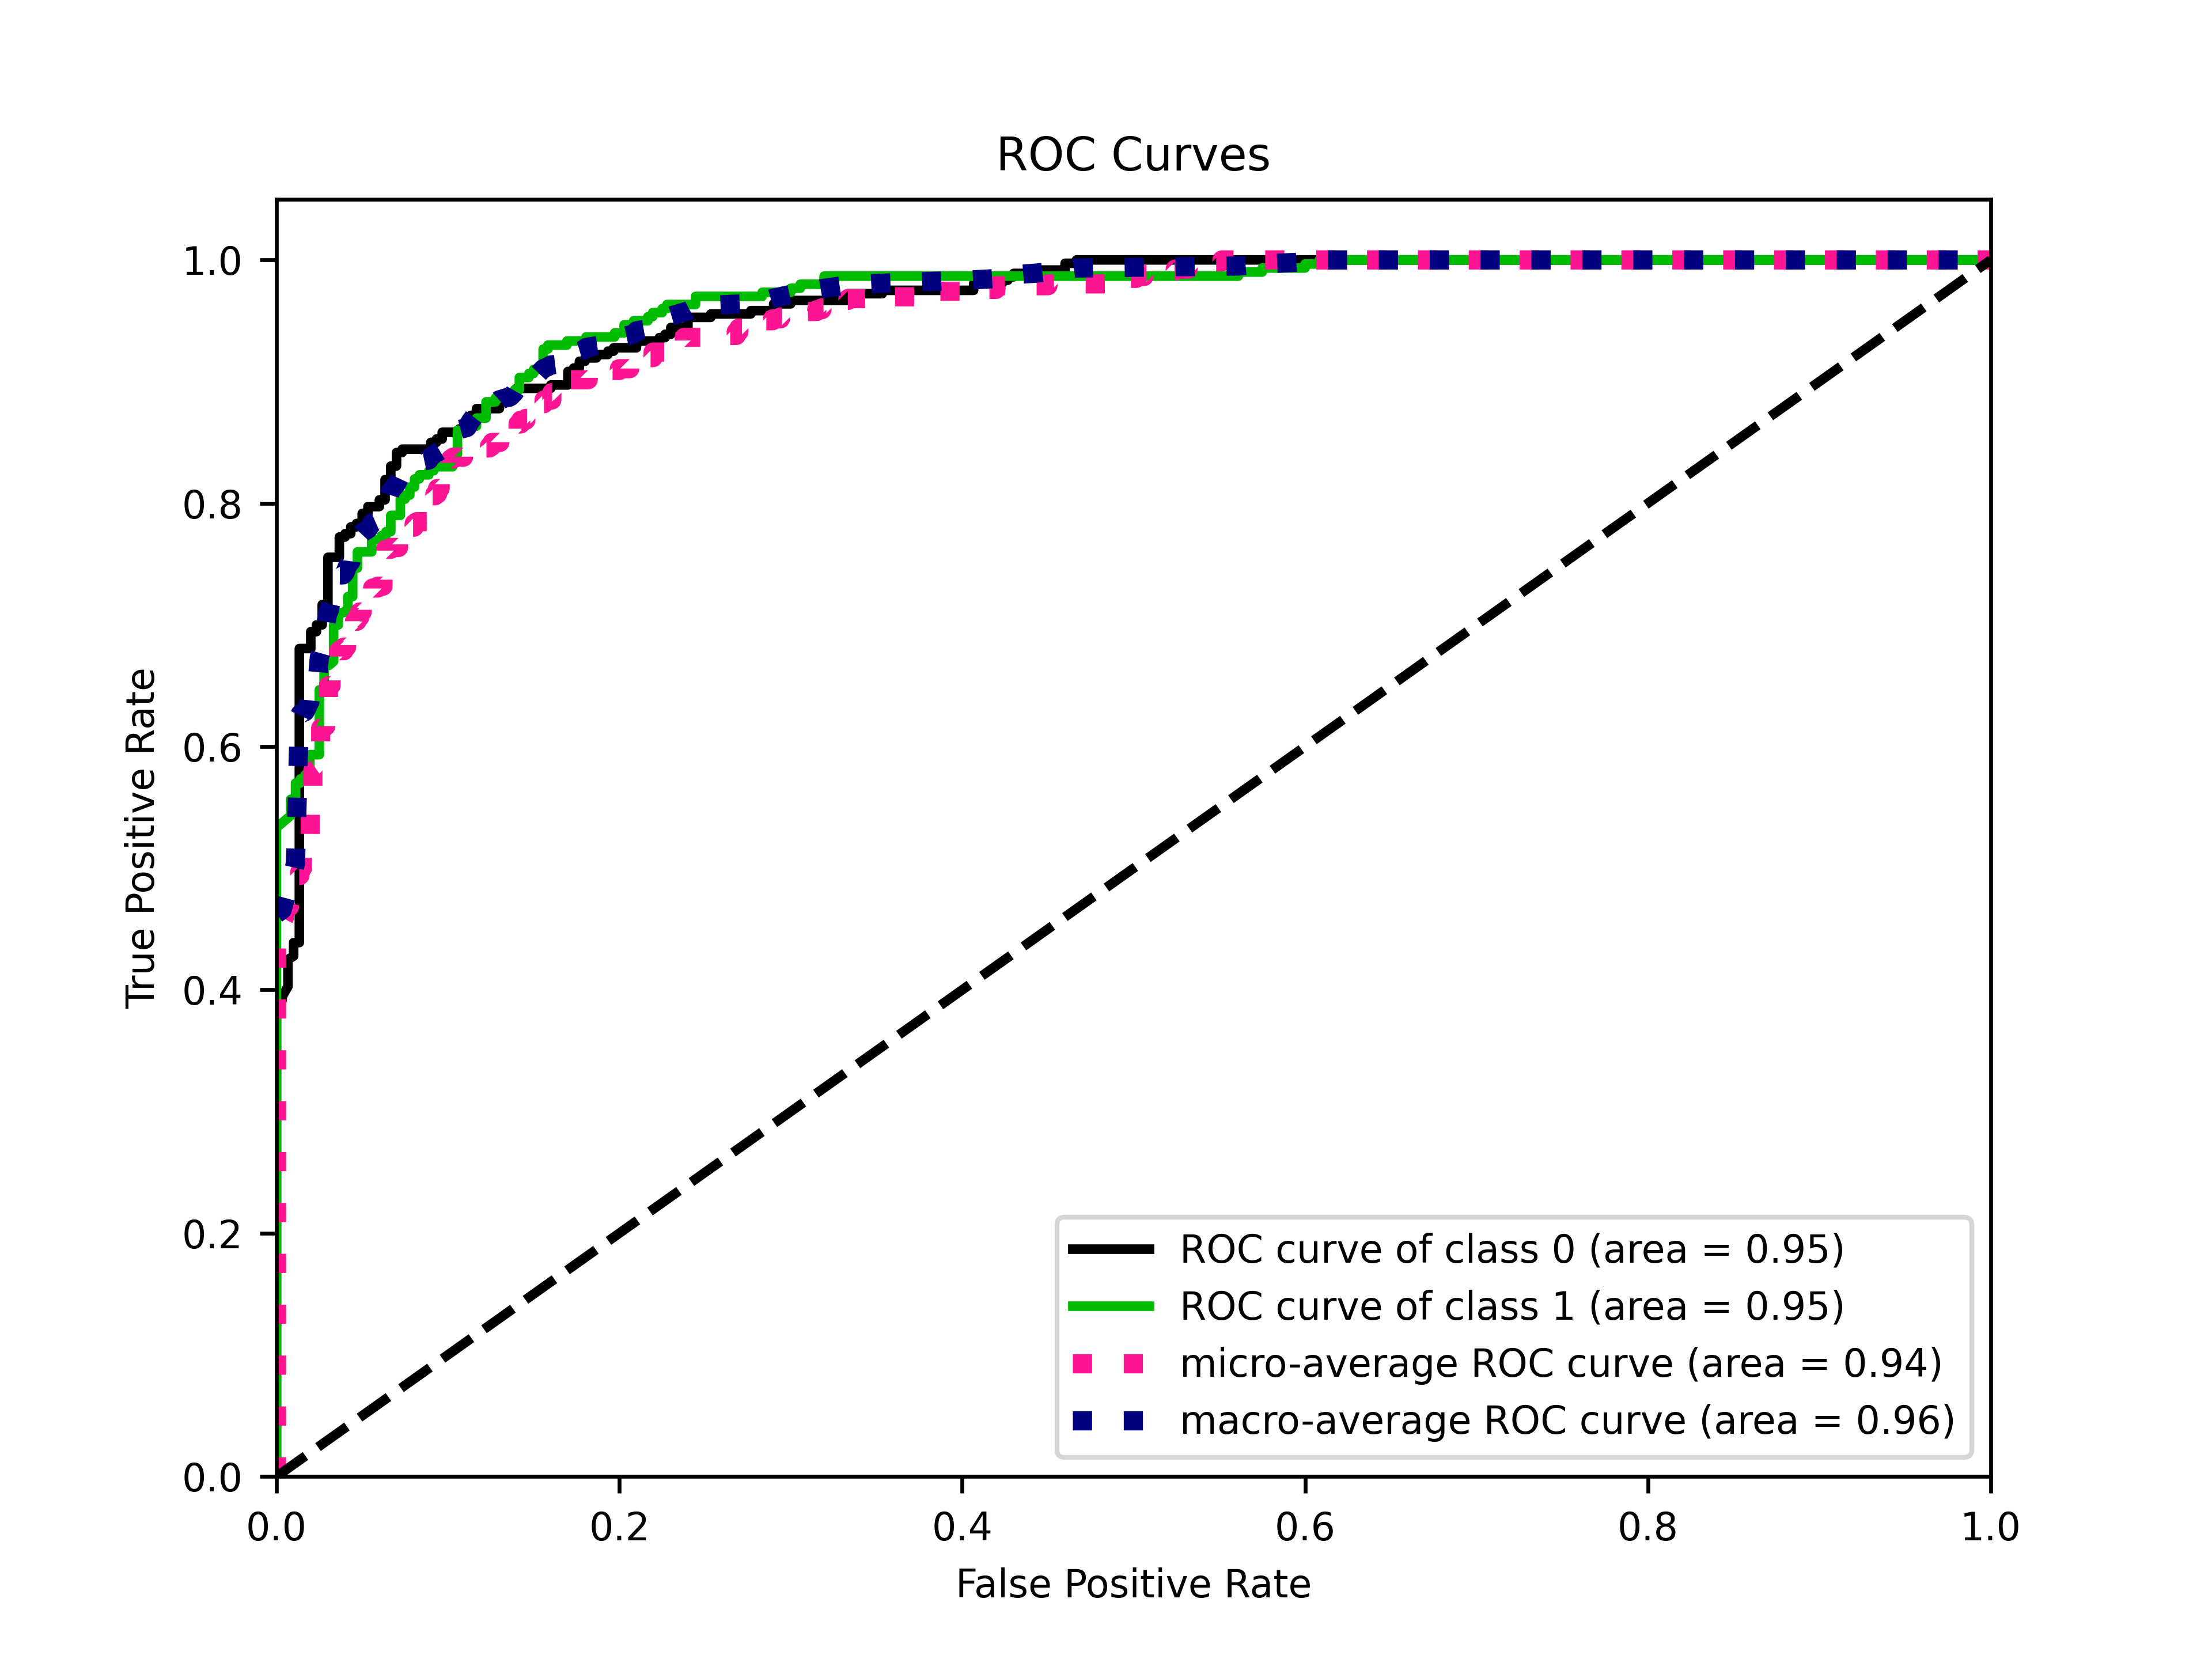 ROC Curves
True Positive Rate
1.0
0.8
0.6
0.4
0.2
0.0
ROC curve of class 0 (area = 0.95)
ROC curve of class 1 (area = 0.95)
micro-average ROC curve (area = 0.94)
macro-average ROC curve (area = 0.96)
0.0 0.2 0.4 0.6 0.8 1.0
False Positive Rate